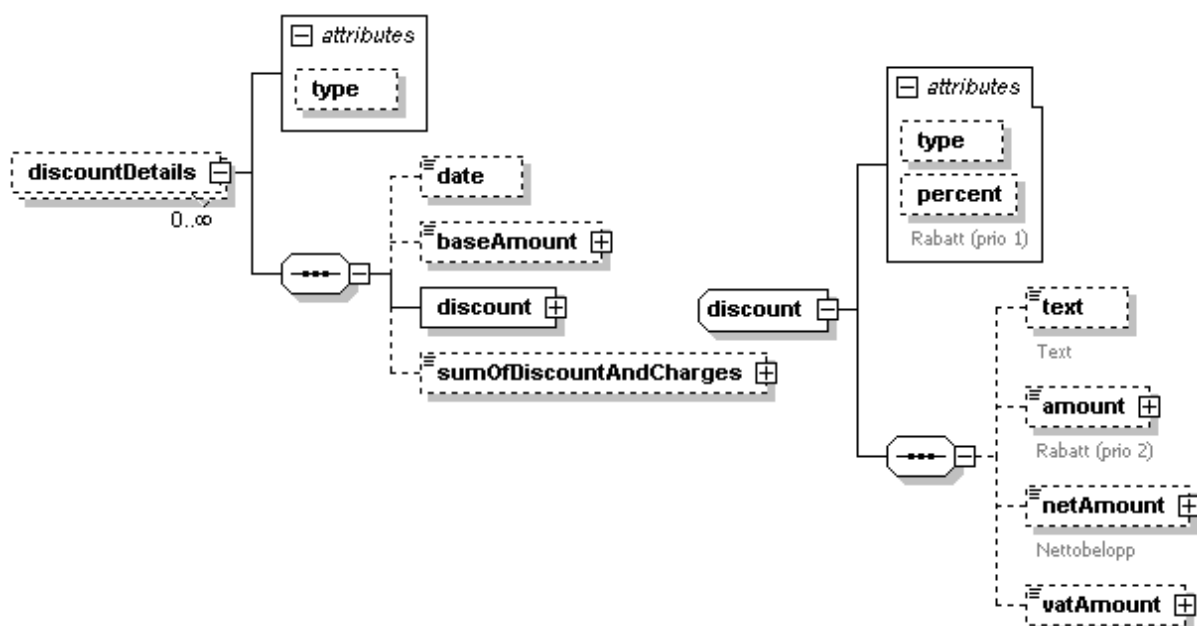 attributes
type
discountDetails
0..∞
date
baseAmount
discount
sumOfDiscountAndCharges
attributes
type
percent
Rabatt (prio 1)
discount
text
Text
amount
Rabatt (prio 2)
netAmount
Nettobelopp
vatAmount